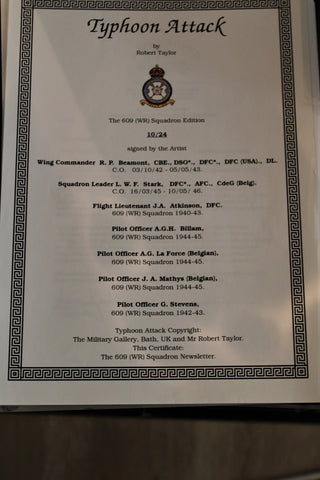 Typhoon Attack
by
Robert Taylor
The 609 (WR) Squadron Edition
10/24
signed by the Artist
Wing Commander R. P. Beamont, CBE., DSO*., DFC*., DFC (USA)., DL.
C.O. 03/10/42 - 05/05/43.
Squadron Leader L. W. F. Stark, DFC*., AFC., CdeG (Belg).
C.O. 16/03/45 - 10/05/ 46.
Flight Lieutenant J.A. Atkinson, DFC.
609 (WR) Squadron 1940-43.
Pilot Officer A.G.H. Billam,
609 (WR) Squadron 1944-45.
Pilot Officer A.G. La Force (Belgian),
609 (WR) Squadron 1944-45.
Pilot Officer J. A. Mathys (Belgian),
609 (WR) Squadron 1944-45.
Pilot Officer G. Stevens,
609 (WR) Squadron 1942-43.
Typhoon Attack Copyright:
The Military Gallery, Bath, UK and Mr Robert Taylor.
This Certificate:
The 609 (WR) Squadron Newsletter.